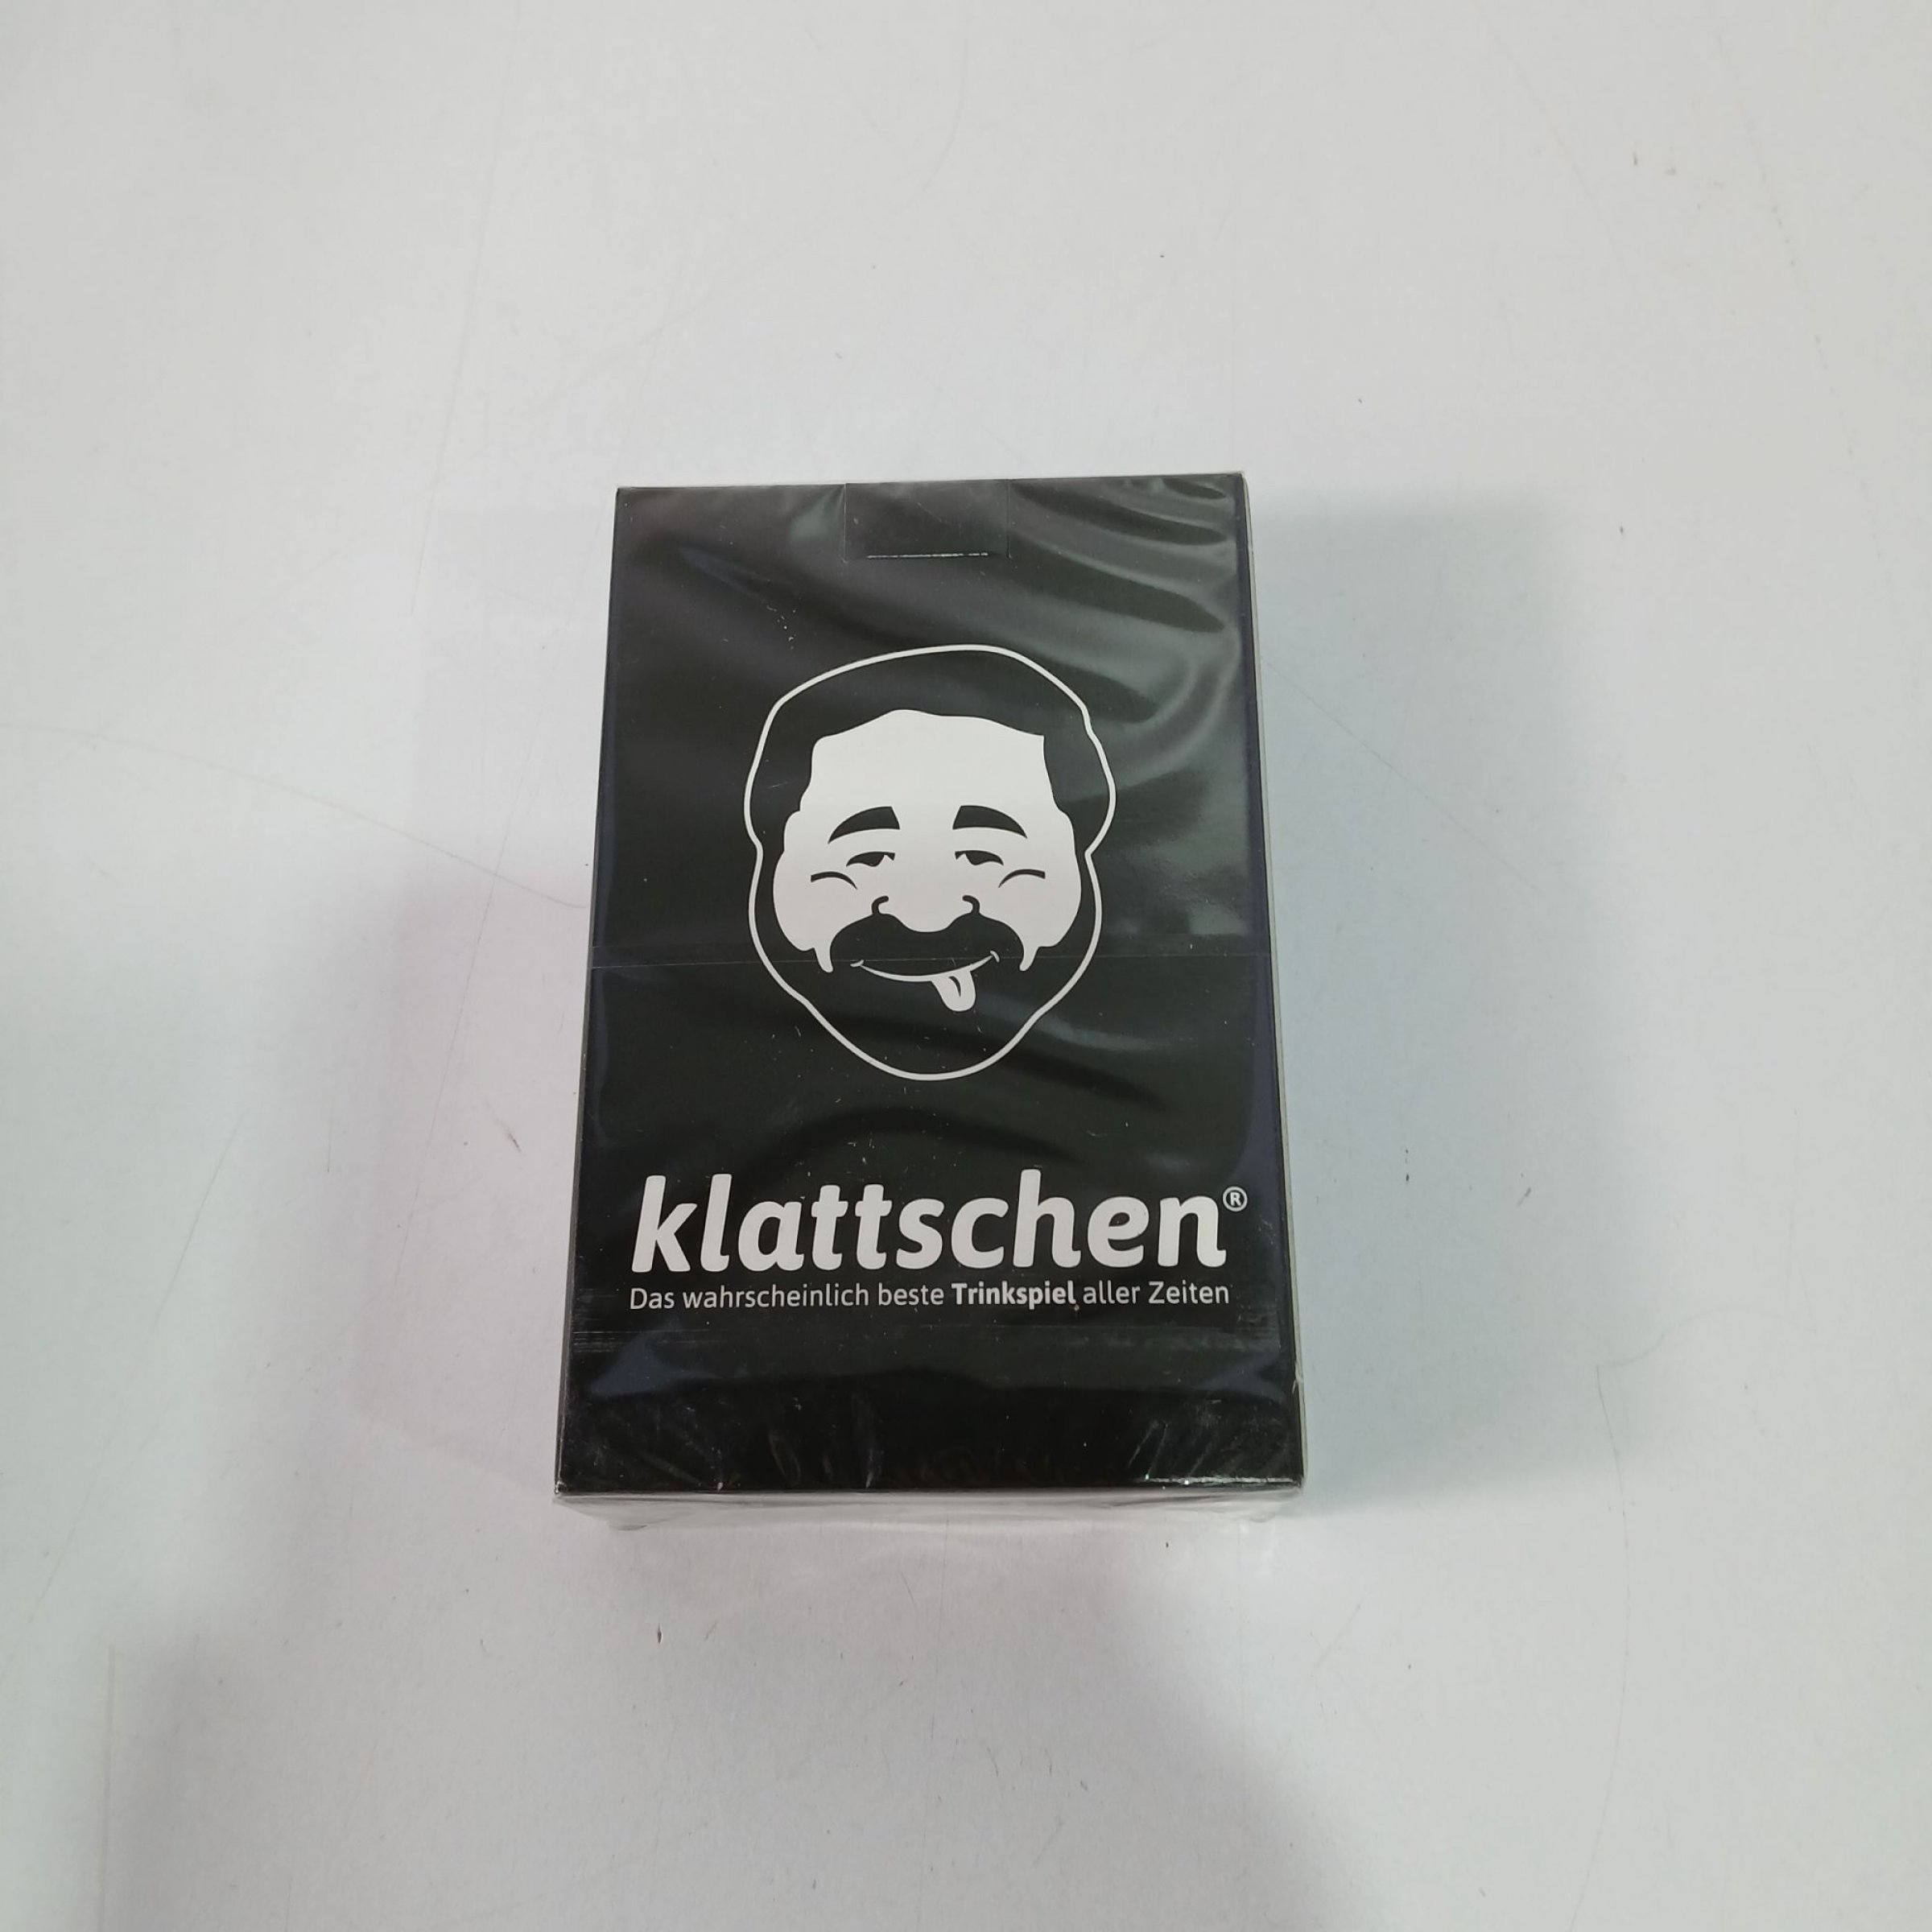 klattschen®
Das wahrscheinlich beste Trinkspiel aller Zeiten